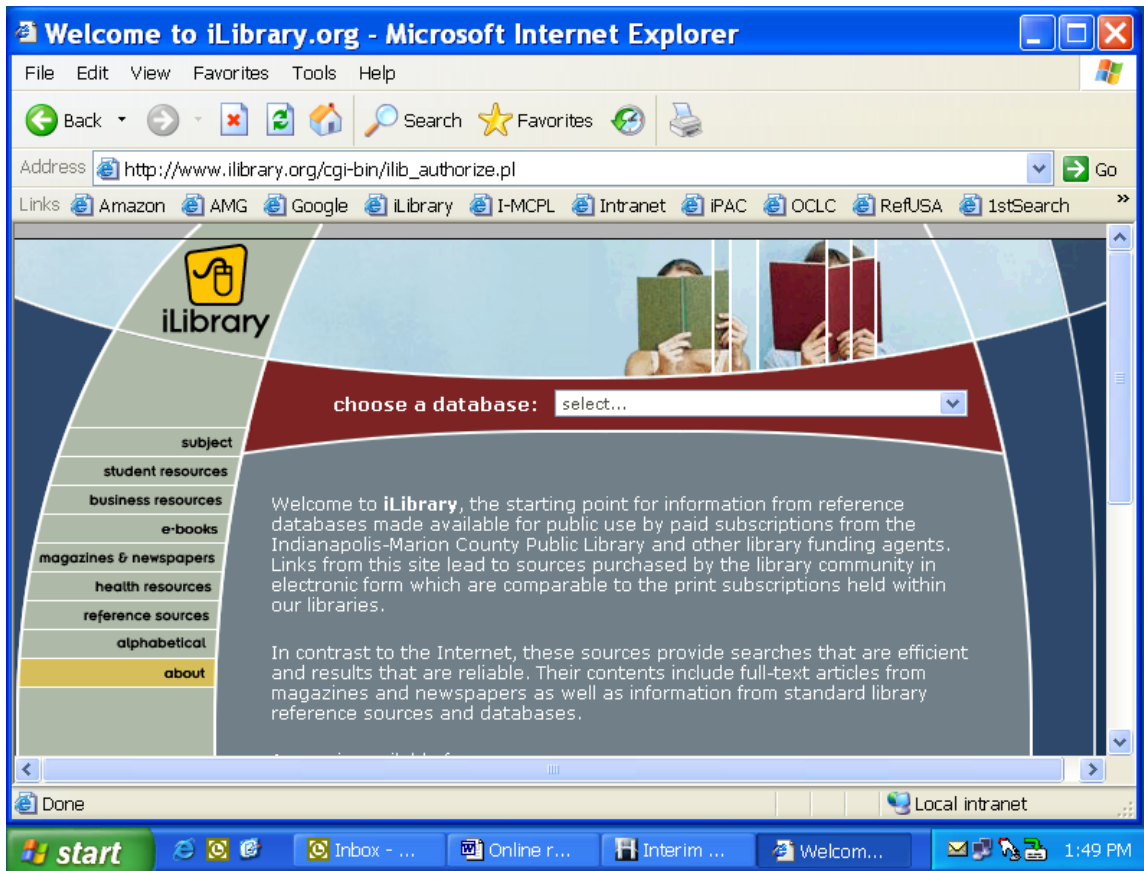 Welcome to iLibrary.org - Microsoft Internet Explorer
File Edit View Favorites Tools Help
Back Search Favorites
Address http://www.ilibrary.org/cgi-bin/ilib_authorize.pl Go
Links Amazon AMG Google iLibrary I-MCPL Intranet iPAC OCLC RefUSA 1stSearch »
iLibrary
choose a database: select...
subject
student resources
business resources
e-books
magazines & newspapers
health resources
reference sources
alphabetical
about
Welcome to iLibrary, the starting point for information from reference
databases made available for public use by paid subscriptions from the
Indianapolis-Marion County Public Library and other library funding agents.
Links from this site lead to sources purchased by the library community in
electronic form which are comparable to the print subscriptions held within
our libraries.
In contrast to the Internet, these sources provide searches that are efficient
and results that are reliable. Their contents include full-text articles from
magazines and newspapers as well as information from standard library
reference sources and databases.
Done Local intranet
start Inbox - ... Online r... Interim ... Welcom... 1:49 PM